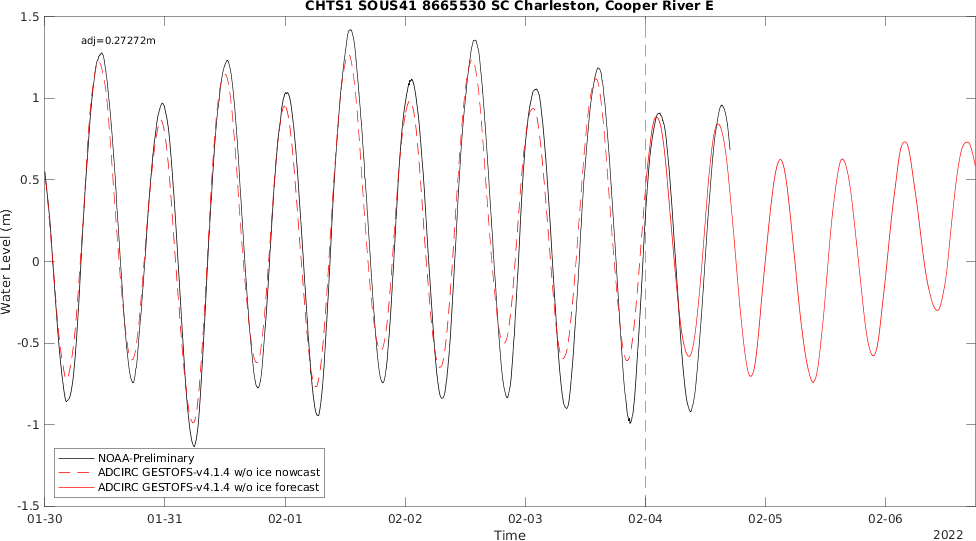 CHTS1 SOUS41 8665530 SC Charleston, Cooper River E
adj=0.27272m
1.5
1
0.5
0
-0.5
-1
-1.5
Water Level (m)
NOAA-Preliminary
ADCIRC GESTOFS-v4.1.4 w/o ice nowcast
ADCIRC GESTOFS-v4.1.4 w/o ice forecast
01-30 01-31 02-01 02-02 02-03 02-04 02-05 02-06
Time
2022